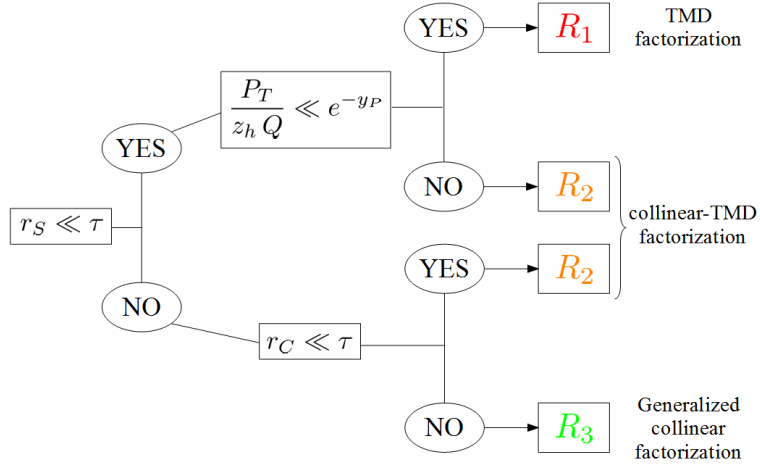 YES
R_1
TMD
factorization
P_T / z_h Q ≪ e^{-y_P}
YES
NO
R_2
r_S ≪ τ
collinear-TMD
factorization
YES
R_2
NO
r_C ≪ τ
NO
R_3
Generalized
collinear
factorization